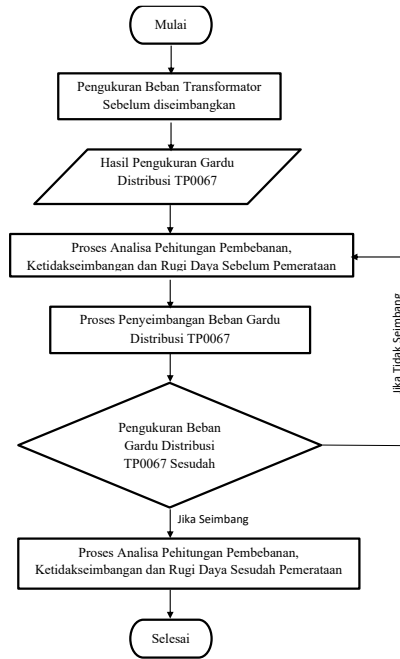 Mulai
Pengukuran Beban Transformator
Sebelum diseimbangkan
Hasil Pengukuran Gardu
Distribusi TP0067
Proses Analisa Pehitungan Pembebanan,
Ketidakseimbangan dan Rugi Daya Sebelum Pemerataan
Proses Penyeimbangan Beban Gardu
Distribusi TP0067
Jika Tidak Seimbang
Pengukuran Beban
Gardu Distribusi
TP0067 Sesudah
Jika Seimbang
Proses Analisa Pehitungan Pembebanan,
Ketidakseimbangan dan Rugi Daya Sesudah Pemerataan
Selesai